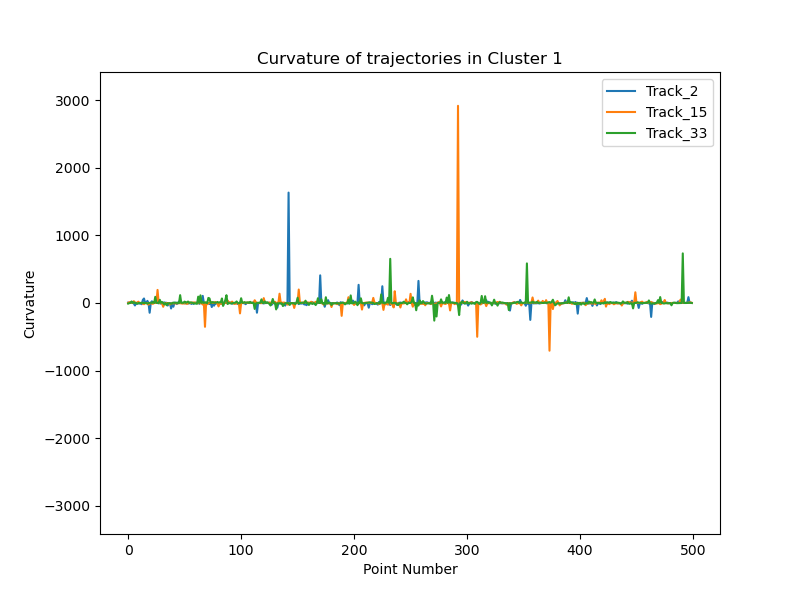 Curvature of trajectories in Cluster 1
Track_2
Track_15
Track_33
3000
2000
1000
0
−1000
−2000
−3000
Curvature
0 100 200 300 400 500
Point Number